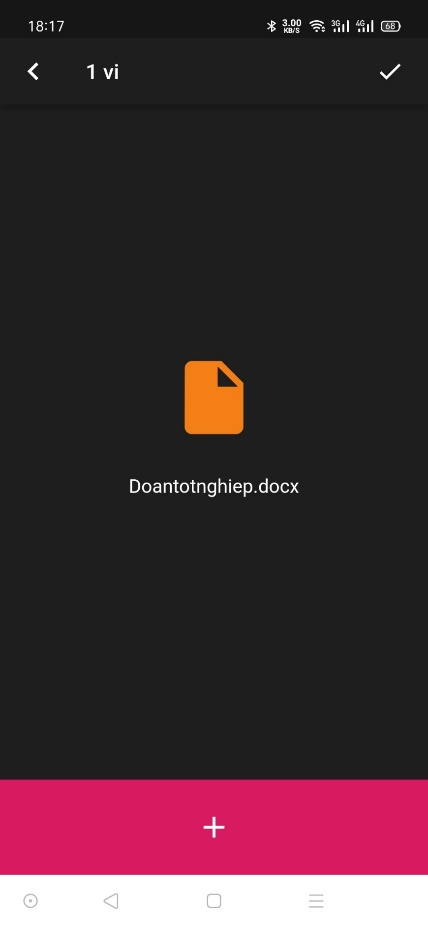 18:17
3.00
KB/S
3G
4G
68
1 vi
Doantotnghiep.docx